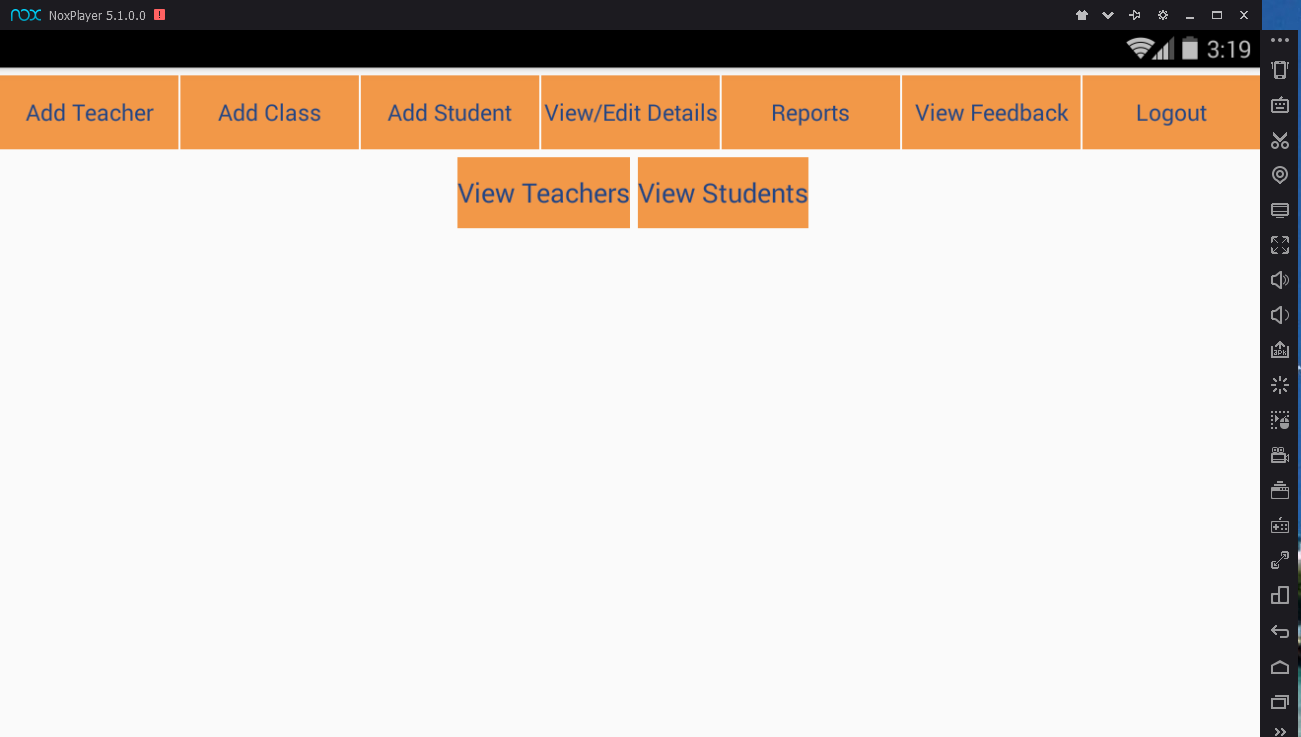 nox NoxPlayer 5.1.0.0
3:19
Add Teacher Add Class Add Student View/Edit Details Reports View Feedback Logout
View Teachers View Students